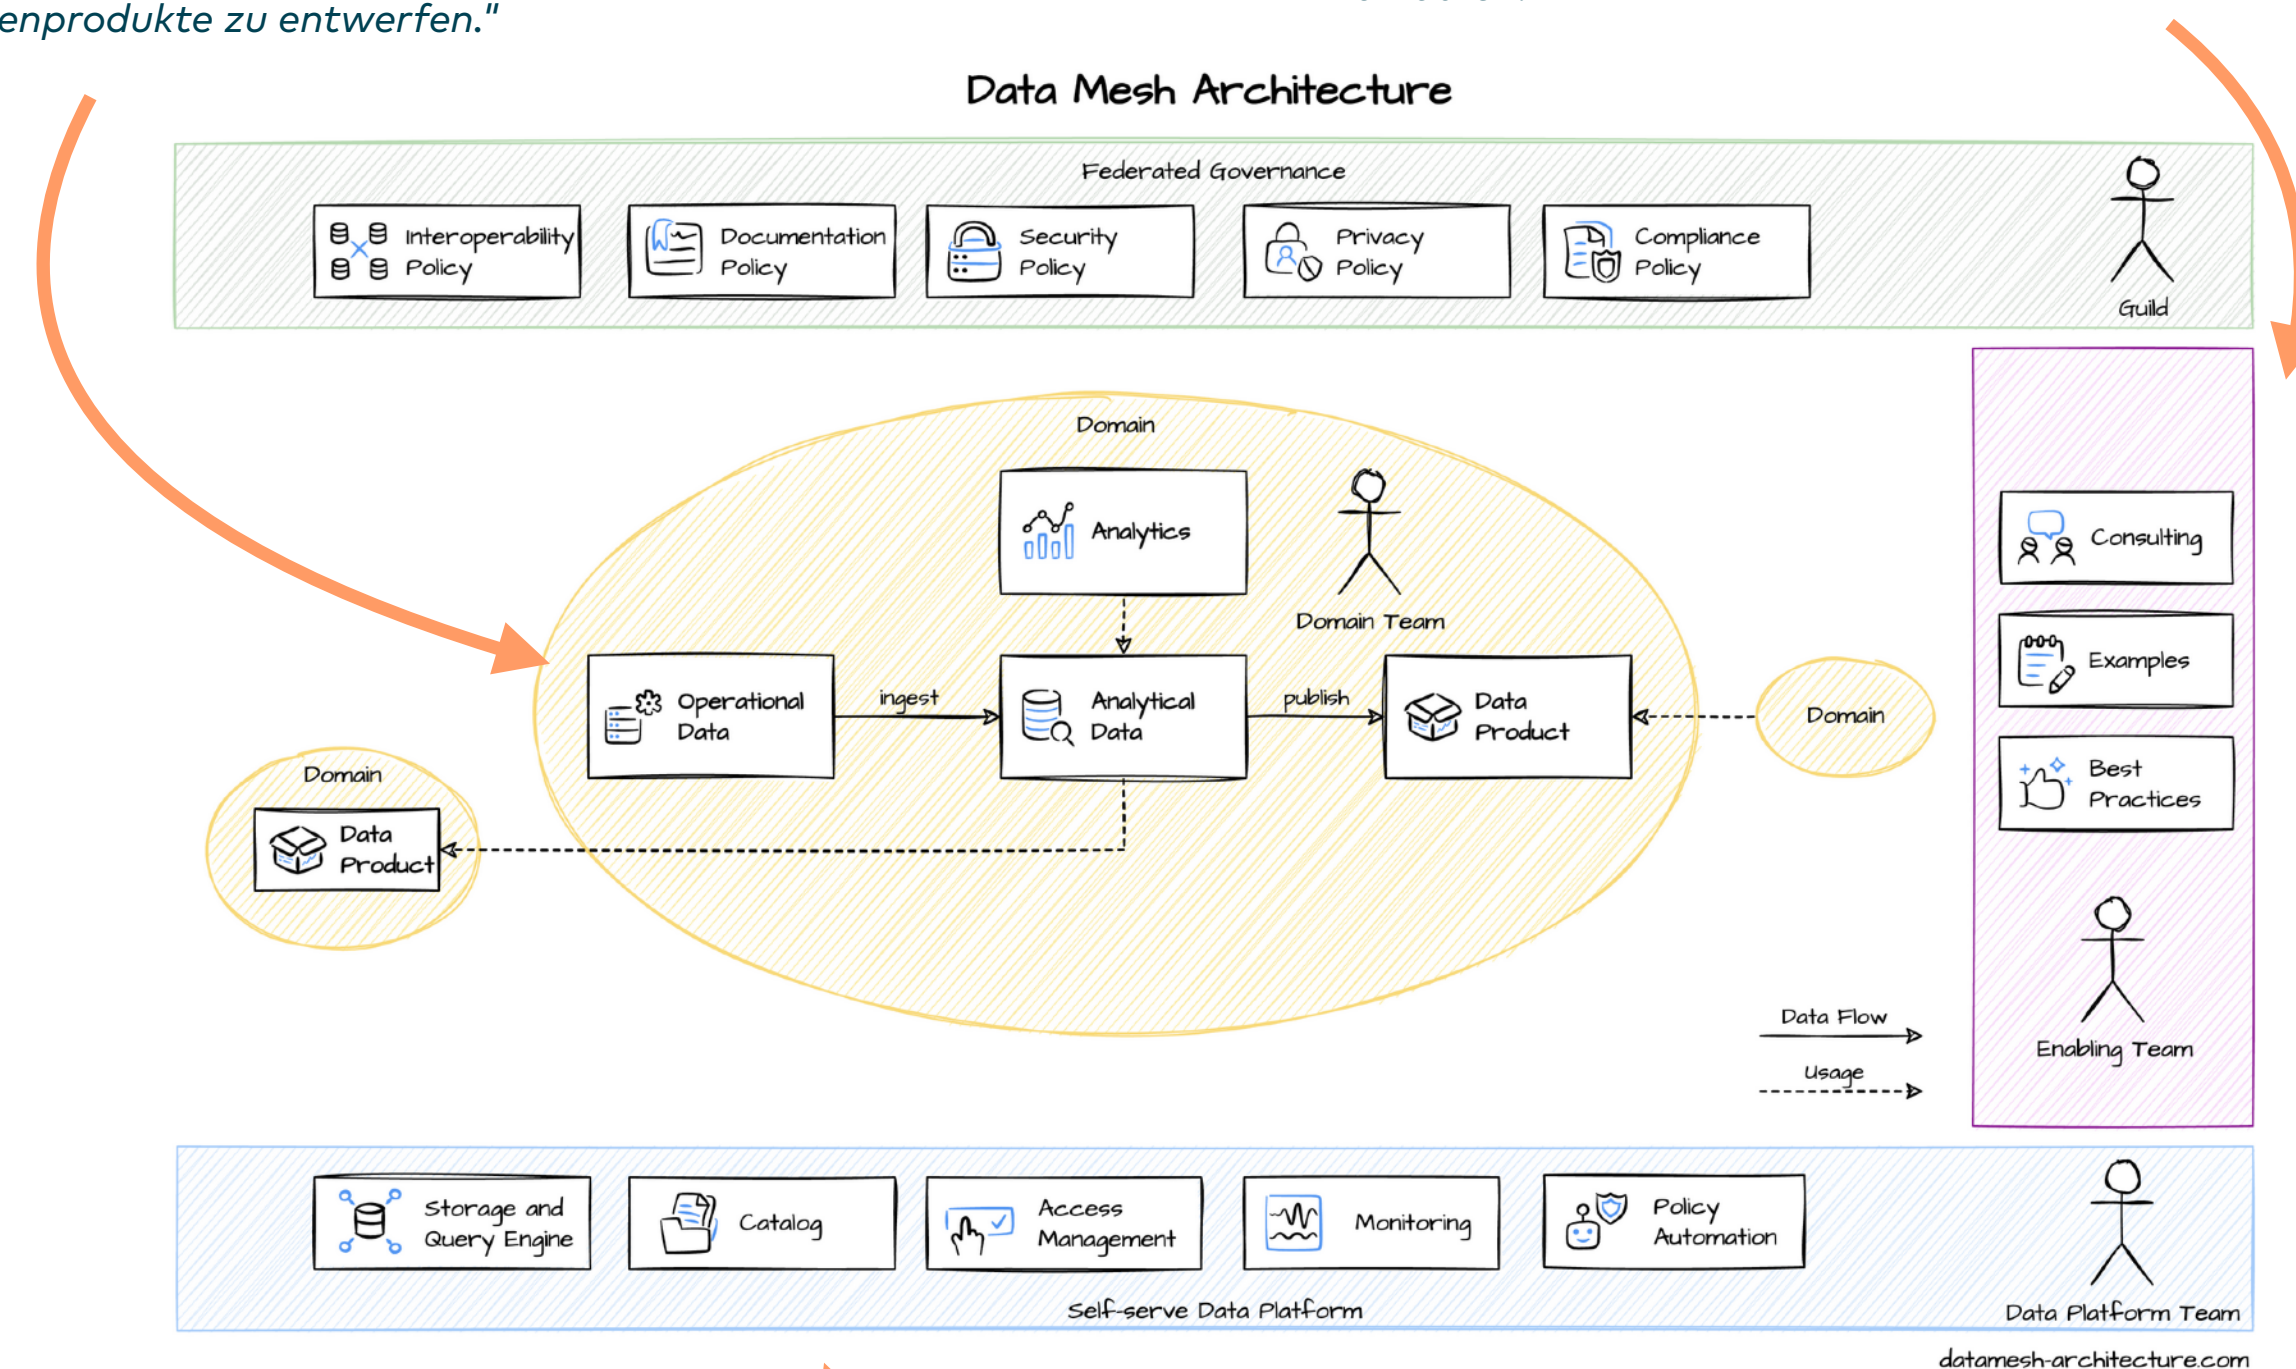 enprodukte zu entwerfen."
Data Mesh Architecture
Federated Governance
Interoperability
Policy
Documentation
Policy
Security
Policy
Privacy
Policy
Compliance
Policy
Guild
Domain
Analytics
Domain Team
Operational
Data
ingest
Analytical
Data
publish
Data
Product
Domain
Domain
Data
Product
Consulting
Examples
Best
Practices
Enabling Team
Data Flow
Usage
Storage and
Query Engine
Catalog
Access
Management
Monitoring
Policy
Automation
Self-serve Data Platform
Data Platform Team
datamesh-architecture.com